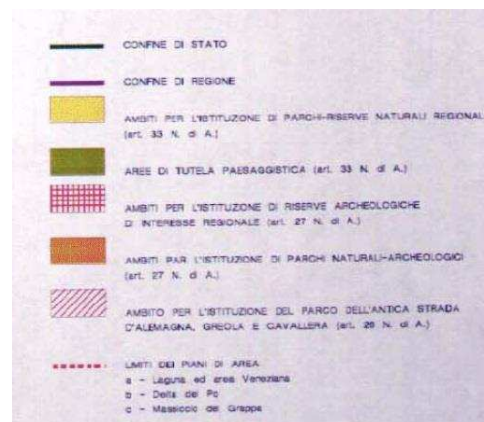 CONFINE DI STATO
CONFINE DI REGIONE
AMBITI PER L'ISTITUZIONE DI PARCHI-RISERVE NATURALI REGIONAL
(art. 33 N. di A.)
AREE DI TUTELA PAESAGGISTICA (art. 33 N. di A.)
AMBITI PER L'ISTITUZIONE DI RISERVE ARCHEOLOGICHE
DI INTERESSE REGIONALE (art. 27 N. di A.)
AMBITI PAR L'ISTITUZIONE DI PARCHI NATURALI-ARCHEOLOGICI
(art. 27 N. di A.)
AMBITO PER L'ISTITUZIONE DEL PARCO DELL'ANTICA STRADA
D'ALEMAGNA, GREOLA E CAVALLERA (art. 29 N. di A.)
LIMITI DEI PIANI DI AREA
a - Laguna ed area Veneziana
b - Delta del Po
c - Massiccio del Grappa